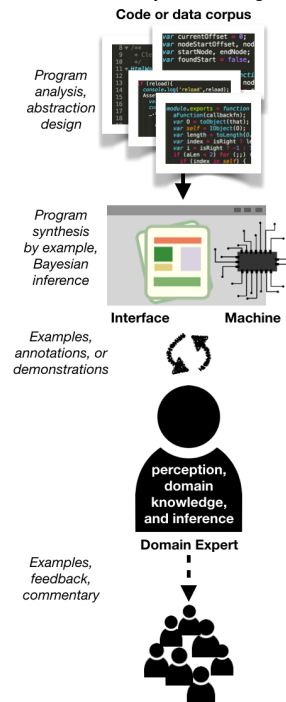 Code or data corpus
Program
analysis,
abstraction
design
var currentOffset = 0;
var nodeStartOffset, nod
var startNode, endNode;
var foundStart = false,
if (reload){
console.log('reload',reload);
module.exports = function
afunction(callbackfn);
var O = toObject(that);
var self = IObject(O);
var length = toLength(O.
var index = isRight ? le
var i = isRight ? -1 :
if (aLen < 2) for (;;) {
if (index in self) {
Program
synthesis
by example,
Bayesian
inference
Interface
Machine
Examples,
annotations, or
demonstrations
perception,
domain
knowledge,
and inference
Domain Expert
Examples,
feedback,
commentary